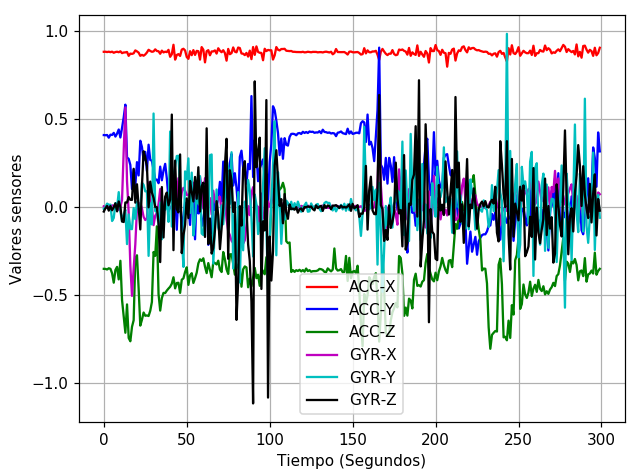 1.0
0.5
0.0
−0.5
−1.0
Valores sensores
ACC-X
ACC-Y
ACC-Z
GYR-X
GYR-Y
GYR-Z
0 50 100 150 200 250 300
Tiempo (Segundos)